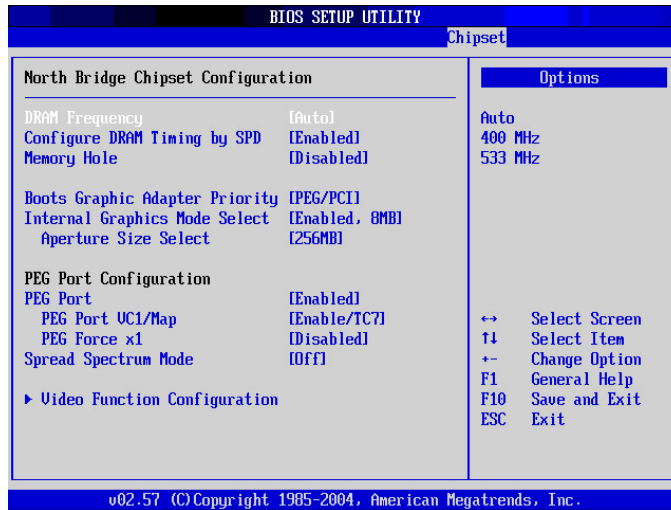 BIOS SETUP UTILITY
Chipset
North Bridge Chipset Configuration
DRAM Frequency [Auto]
Configure DRAM Timing by SPD [Enabled]
Memory Hole [Disabled]
Boots Graphic Adapter Priority [PEG/PCI]
Internal Graphics Mode Select [Enabled, 8MB]
Aperture Size Select [256MB]
PEG Port Configuration
PEG Port [Enabled]
PEG Port VC1/Map [Enable/TC7]
PEG Force x1 [Disabled]
Spread Spectrum Mode [Off]
▶ Video Function Configuration
Options
Auto
400 MHz
533 MHz
↔ Select Screen
↑↓ Select Item
+- Change Option
F1 General Help
F10 Save and Exit
ESC Exit
v02.57 (C)Copyright 1985-2004, American Megatrends, Inc.